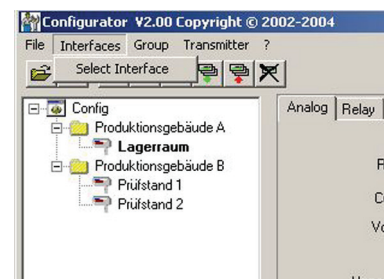 Configurator V2.00 Copyright © 2002-2004
File Interfaces Group Transmitter ?
Select Interface
Config
Produktionsgebäude A
Lagerraum
Produktionsgebäude B
Prüfstand 1
Prüfstand 2
Analog Relay